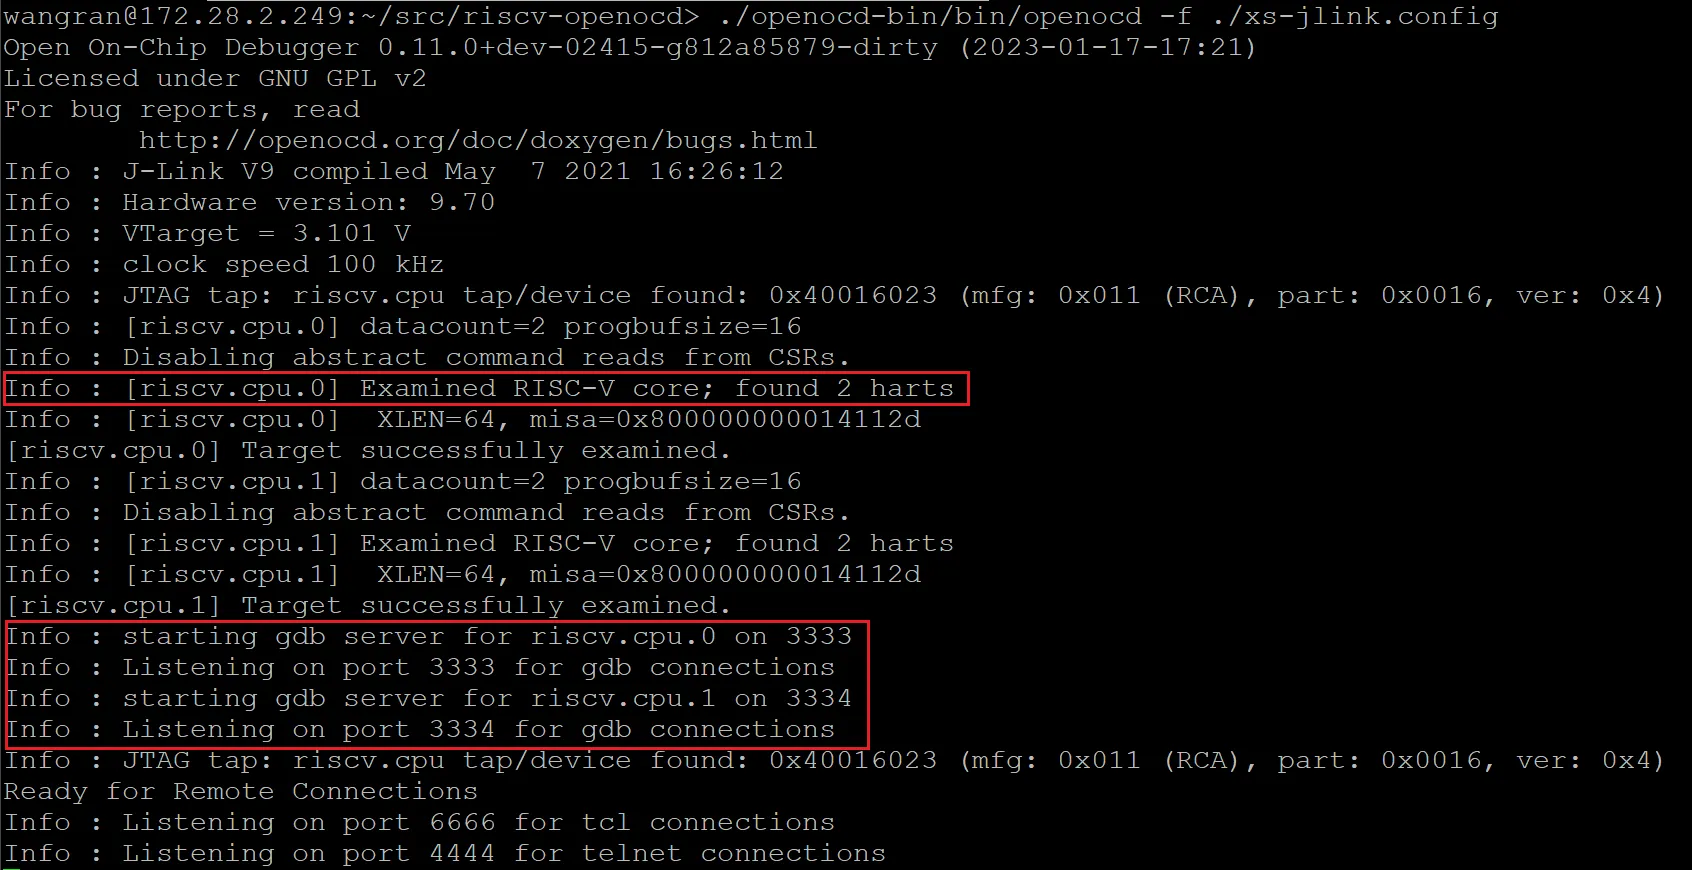 wangran@172.28.2.249:~/src/riscv-openocd> ./openocd-bin/bin/openocd -f ./xs-jlink.config
Open On-Chip Debugger 0.11.0+dev-02415-g812a85879-dirty (2023-01-17-17:21)
Licensed under GNU GPL v2
For bug reports, read
        http://openocd.org/doc/doxygen/bugs.html
Info : J-Link V9 compiled May  7 2021 16:26:12
Info : Hardware version: 9.70
Info : VTarget = 3.101 V
Info : clock speed 100 kHz
Info : JTAG tap: riscv.cpu tap/device found: 0x40016023 (mfg: 0x011 (RCA), part: 0x0016, ver: 0x4)
Info : [riscv.cpu.0] datacount=2 progbufsize=16
Info : Disabling abstract command reads from CSRs.
Info : [riscv.cpu.0] Examined RISC-V core; found 2 harts
Info : [riscv.cpu.0]  XLEN=64, misa=0x800000000014112d
[riscv.cpu.0] Target successfully examined.
Info : [riscv.cpu.1] datacount=2 progbufsize=16
Info : Disabling abstract command reads from CSRs.
Info : [riscv.cpu.1] Examined RISC-V core; found 2 harts
Info : [riscv.cpu.1]  XLEN=64, misa=0x800000000014112d
[riscv.cpu.1] Target successfully examined.
Info : starting gdb server for riscv.cpu.0 on 3333
Info : Listening on port 3333 for gdb connections
Info : starting gdb server for riscv.cpu.1 on 3334
Info : Listening on port 3334 for gdb connections
Info : JTAG tap: riscv.cpu tap/device found: 0x40016023 (mfg: 0x011 (RCA), part: 0x0016, ver: 0x4)
Ready for Remote Connections
Info : Listening on port 6666 for tcl connections
Info : Listening on port 4444 for telnet connections